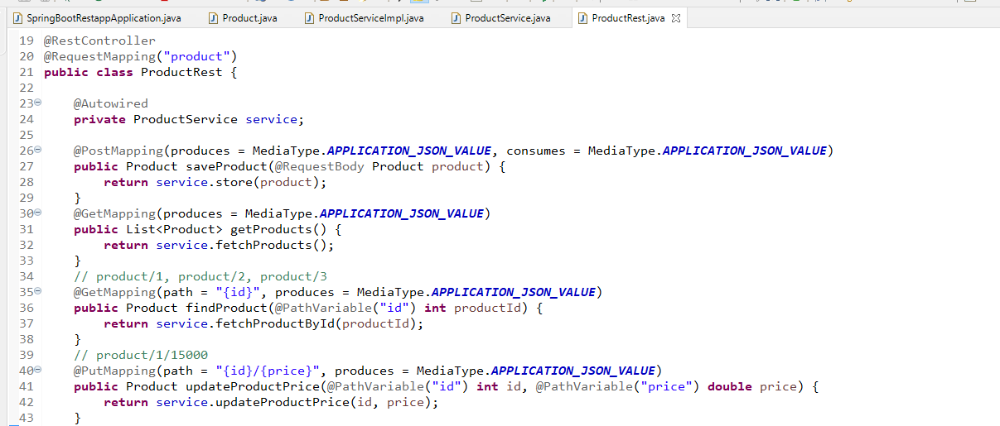 SpringBootRestappApplication.java Product.java ProductServiceImpl.java ProductService.java ProductRest.java
19 @RestController
20 @RequestMapping("product")
21 public class ProductRest {
22
23 @Autowired
24 private ProductService service;
25
26 @PostMapping(produces = MediaType.APPLICATION_JSON_VALUE, consumes = MediaType.APPLICATION_JSON_VALUE)
27 public Product saveProduct(@RequestBody Product product) {
28 return service.store(product);
29 }
30 @GetMapping(produces = MediaType.APPLICATION_JSON_VALUE)
31 public List<Product> getProducts() {
32 return service.fetchProducts();
33 }
34 // product/1, product/2, product/3
35 @GetMapping(path = "{id}", produces = MediaType.APPLICATION_JSON_VALUE)
36 public Product findProduct(@PathVariable("id") int productId) {
37 return service.fetchProductById(productId);
38 }
39 // product/1/15000
40 @PutMapping(path = "{id}/{price}", produces = MediaType.APPLICATION_JSON_VALUE)
41 public Product updateProductPrice(@PathVariable("id") int id, @PathVariable("price") double price) {
42 return service.updateProductPrice(id, price);
43 }